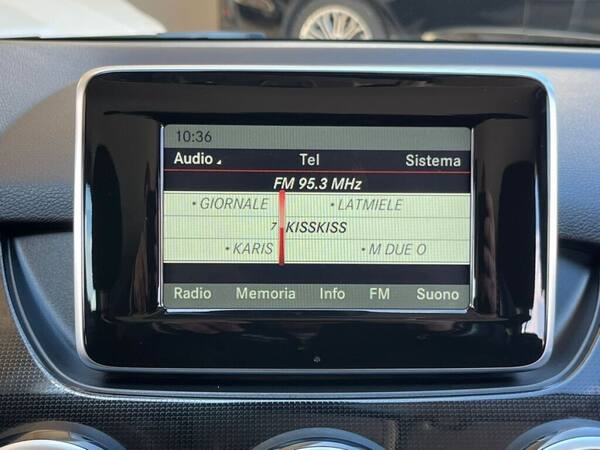 10:36
Audio Tel Sistema
FM 95.3 MHz
• GIORNALE • LATMIELE
7 •KISSKISS
• KARIS • M DUE O
Radio Memoria Info FM Suono